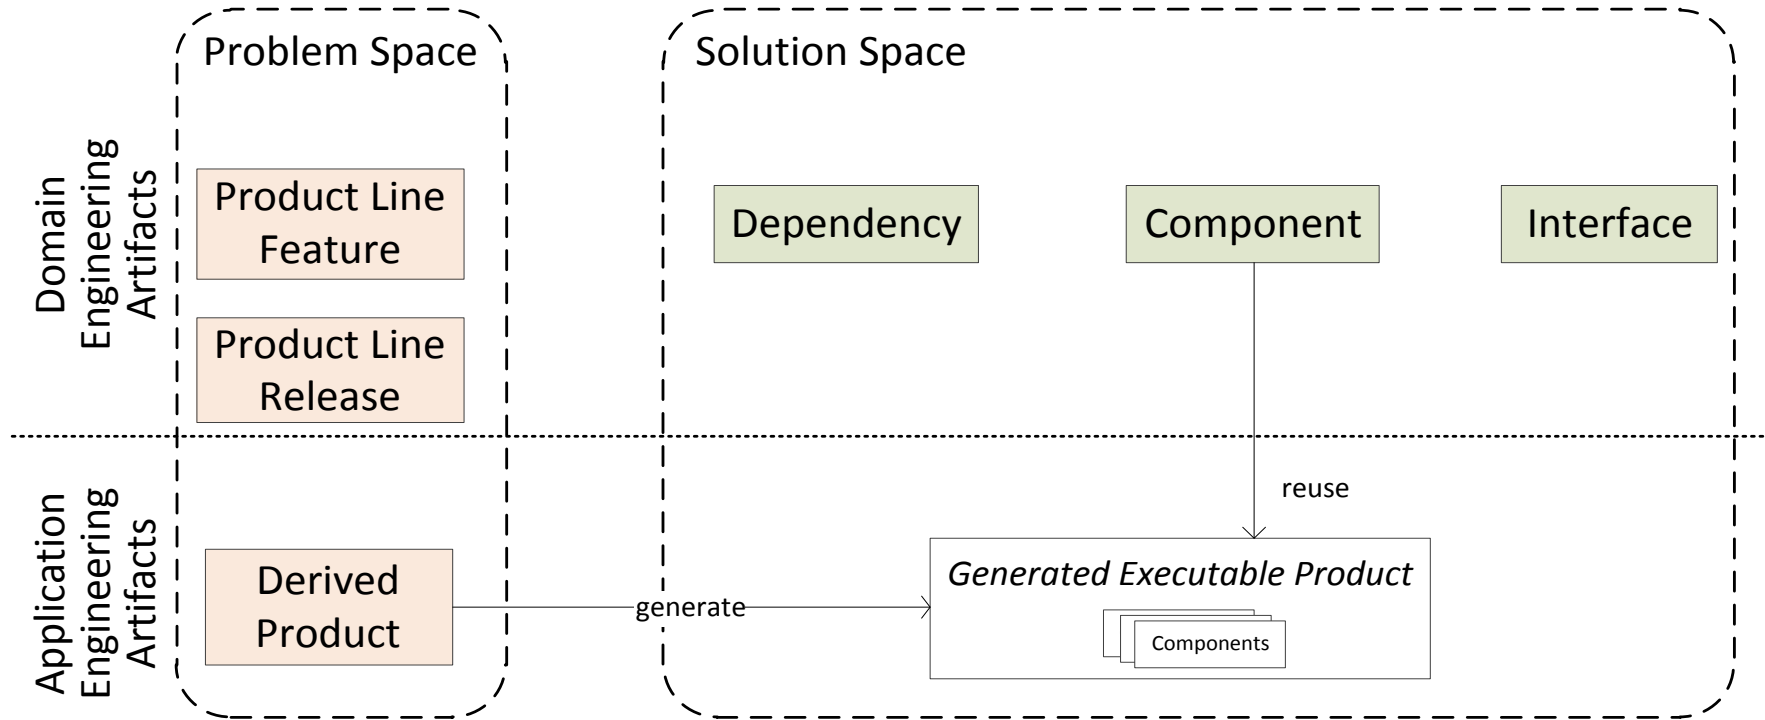 Problem Space
Solution Space
Domain
Engineering
Artifacts
Product Line
Feature
Dependency
Component
Interface
Product Line
Release
Application
Engineering
Artifacts
reuse
Derived
Product
generate
Generated Executable Product
Components